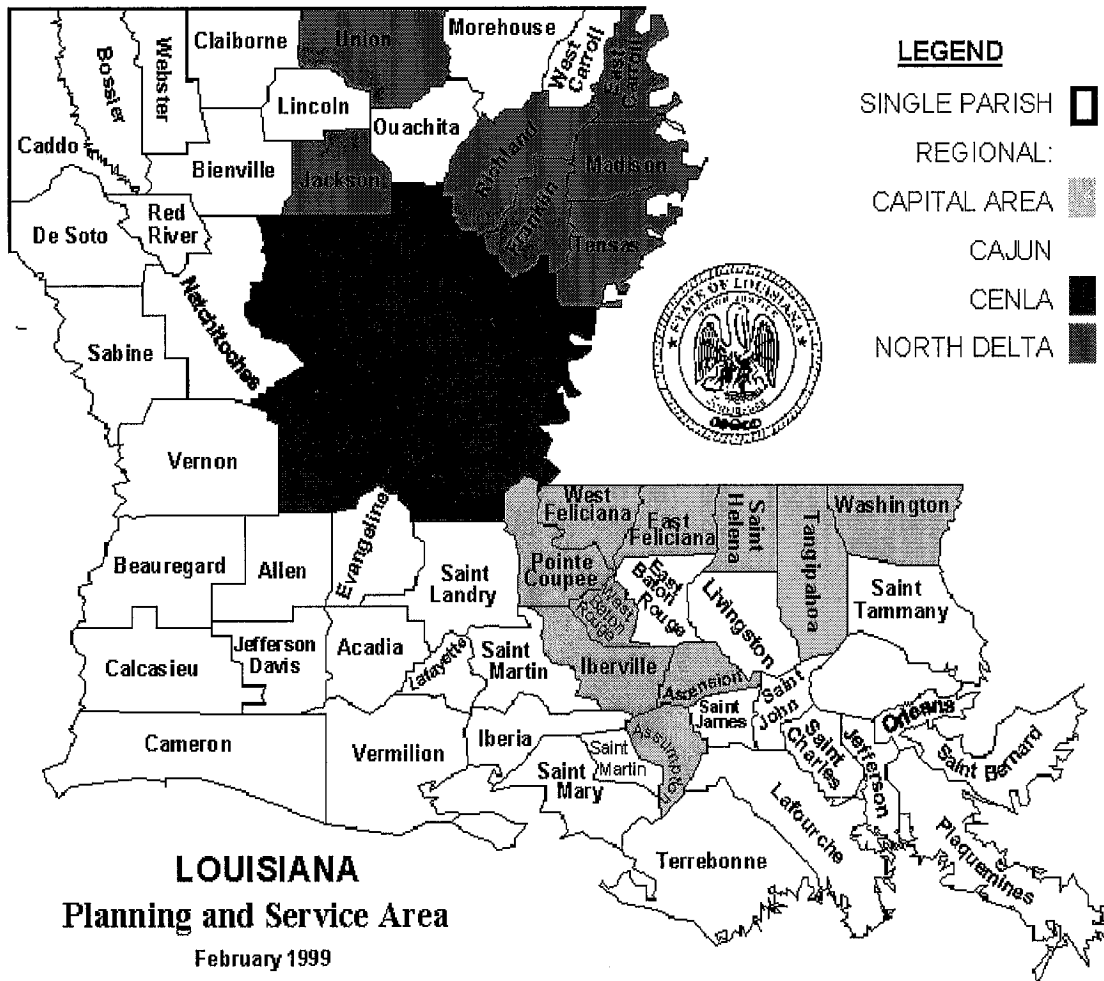 Claiborne
Union
Morehouse
West
Carroll
East
Carroll
Bossier
Webster
Lincoln
Ouachita
Caddo
Bienville
Jackson
Richland
Madison
Franklin
Tensas
De Soto
Red
River
Natchitoches
Sabine
Vernon
Beauregard
Allen
Evangeline
Saint
Landry
West
Feliciana
East
Feliciana
Saint
Helena
Tangipahoa
Washington
Pointe
Coupee
West
Baton
Rouge
East
Baton
Rouge
Livingston
Saint
Tammany
Calcasieu
Jefferson
Davis
Acadia
Lafayette
Saint
Martin
Iberville
Ascension
Saint
James
Saint
John
Orleans
Cameron
Vermilion
Iberia
Saint
Martin
Saint
Mary
Assumption
Saint
Charles
Jefferson
Saint Bernard
Terrebonne
Lafourche
Plaquemines
LEGEND
SINGLE PARISH
REGIONAL:
CAPITAL AREA
CAJUN
CENLA
NORTH DELTA
STATE OF LOUISIANA
UNION JUSTICE
LOUISIANA
Planning and Service Area
February 1999